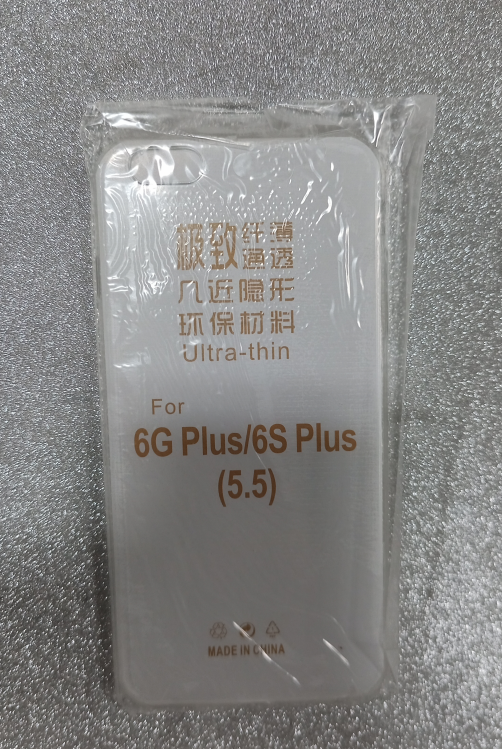 极致纤薄通透
几近隐形
环保材料
Ultra-thin
For
6G Plus/6S Plus
(5.5)
MADE IN CHINA